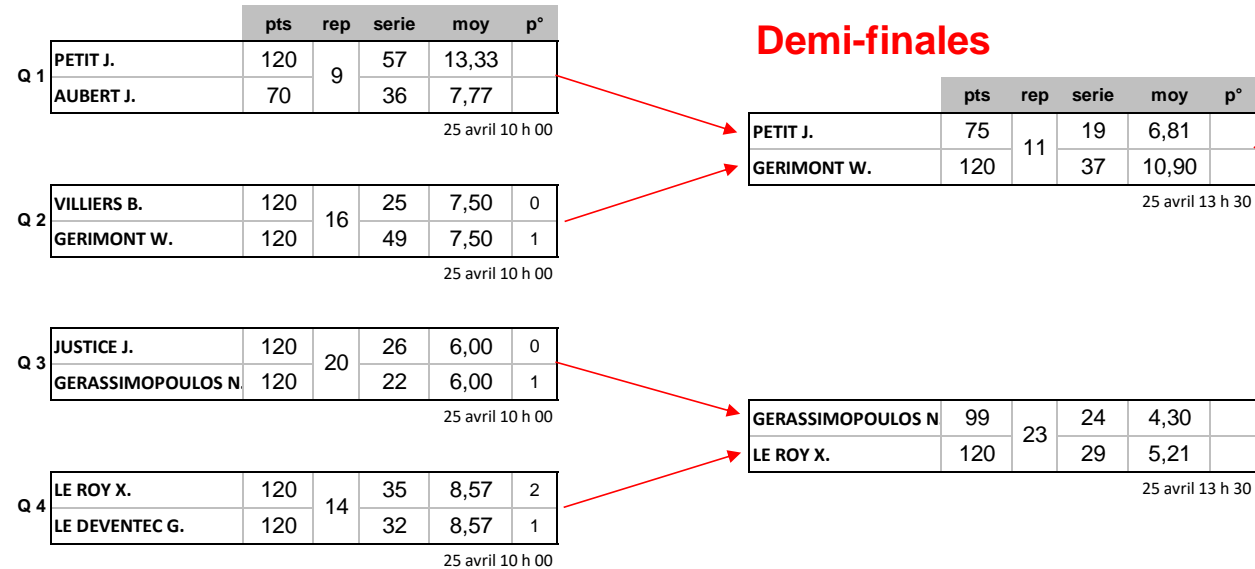 pts rep serie moy p°
Q 1 PETIT J. 120 9 57 13,33
AUBERT J. 70 36 7,77
25 avril 10 h 00
Q 2 VILLIERS B. 120 16 25 7,50 0
GERIMONT W. 120 49 7,50 1
25 avril 10 h 00
Q 3 JUSTICE J. 120 20 26 6,00 0
GERASSIMOPOULOS N. 120 22 6,00 1
25 avril 10 h 00
Q 4 LE ROY X. 120 14 35 8,57 2
LE DEVENTEC G. 120 32 8,57 1
25 avril 10 h 00
Demi-finales
pts rep serie moy p°
PETIT J. 75 11 19 6,81
GERIMONT W. 120 37 10,90
25 avril 13 h 30
GERASSIMOPOULOS N 99 23 24 4,30
LE ROY X. 120 29 5,21
25 avril 13 h 30